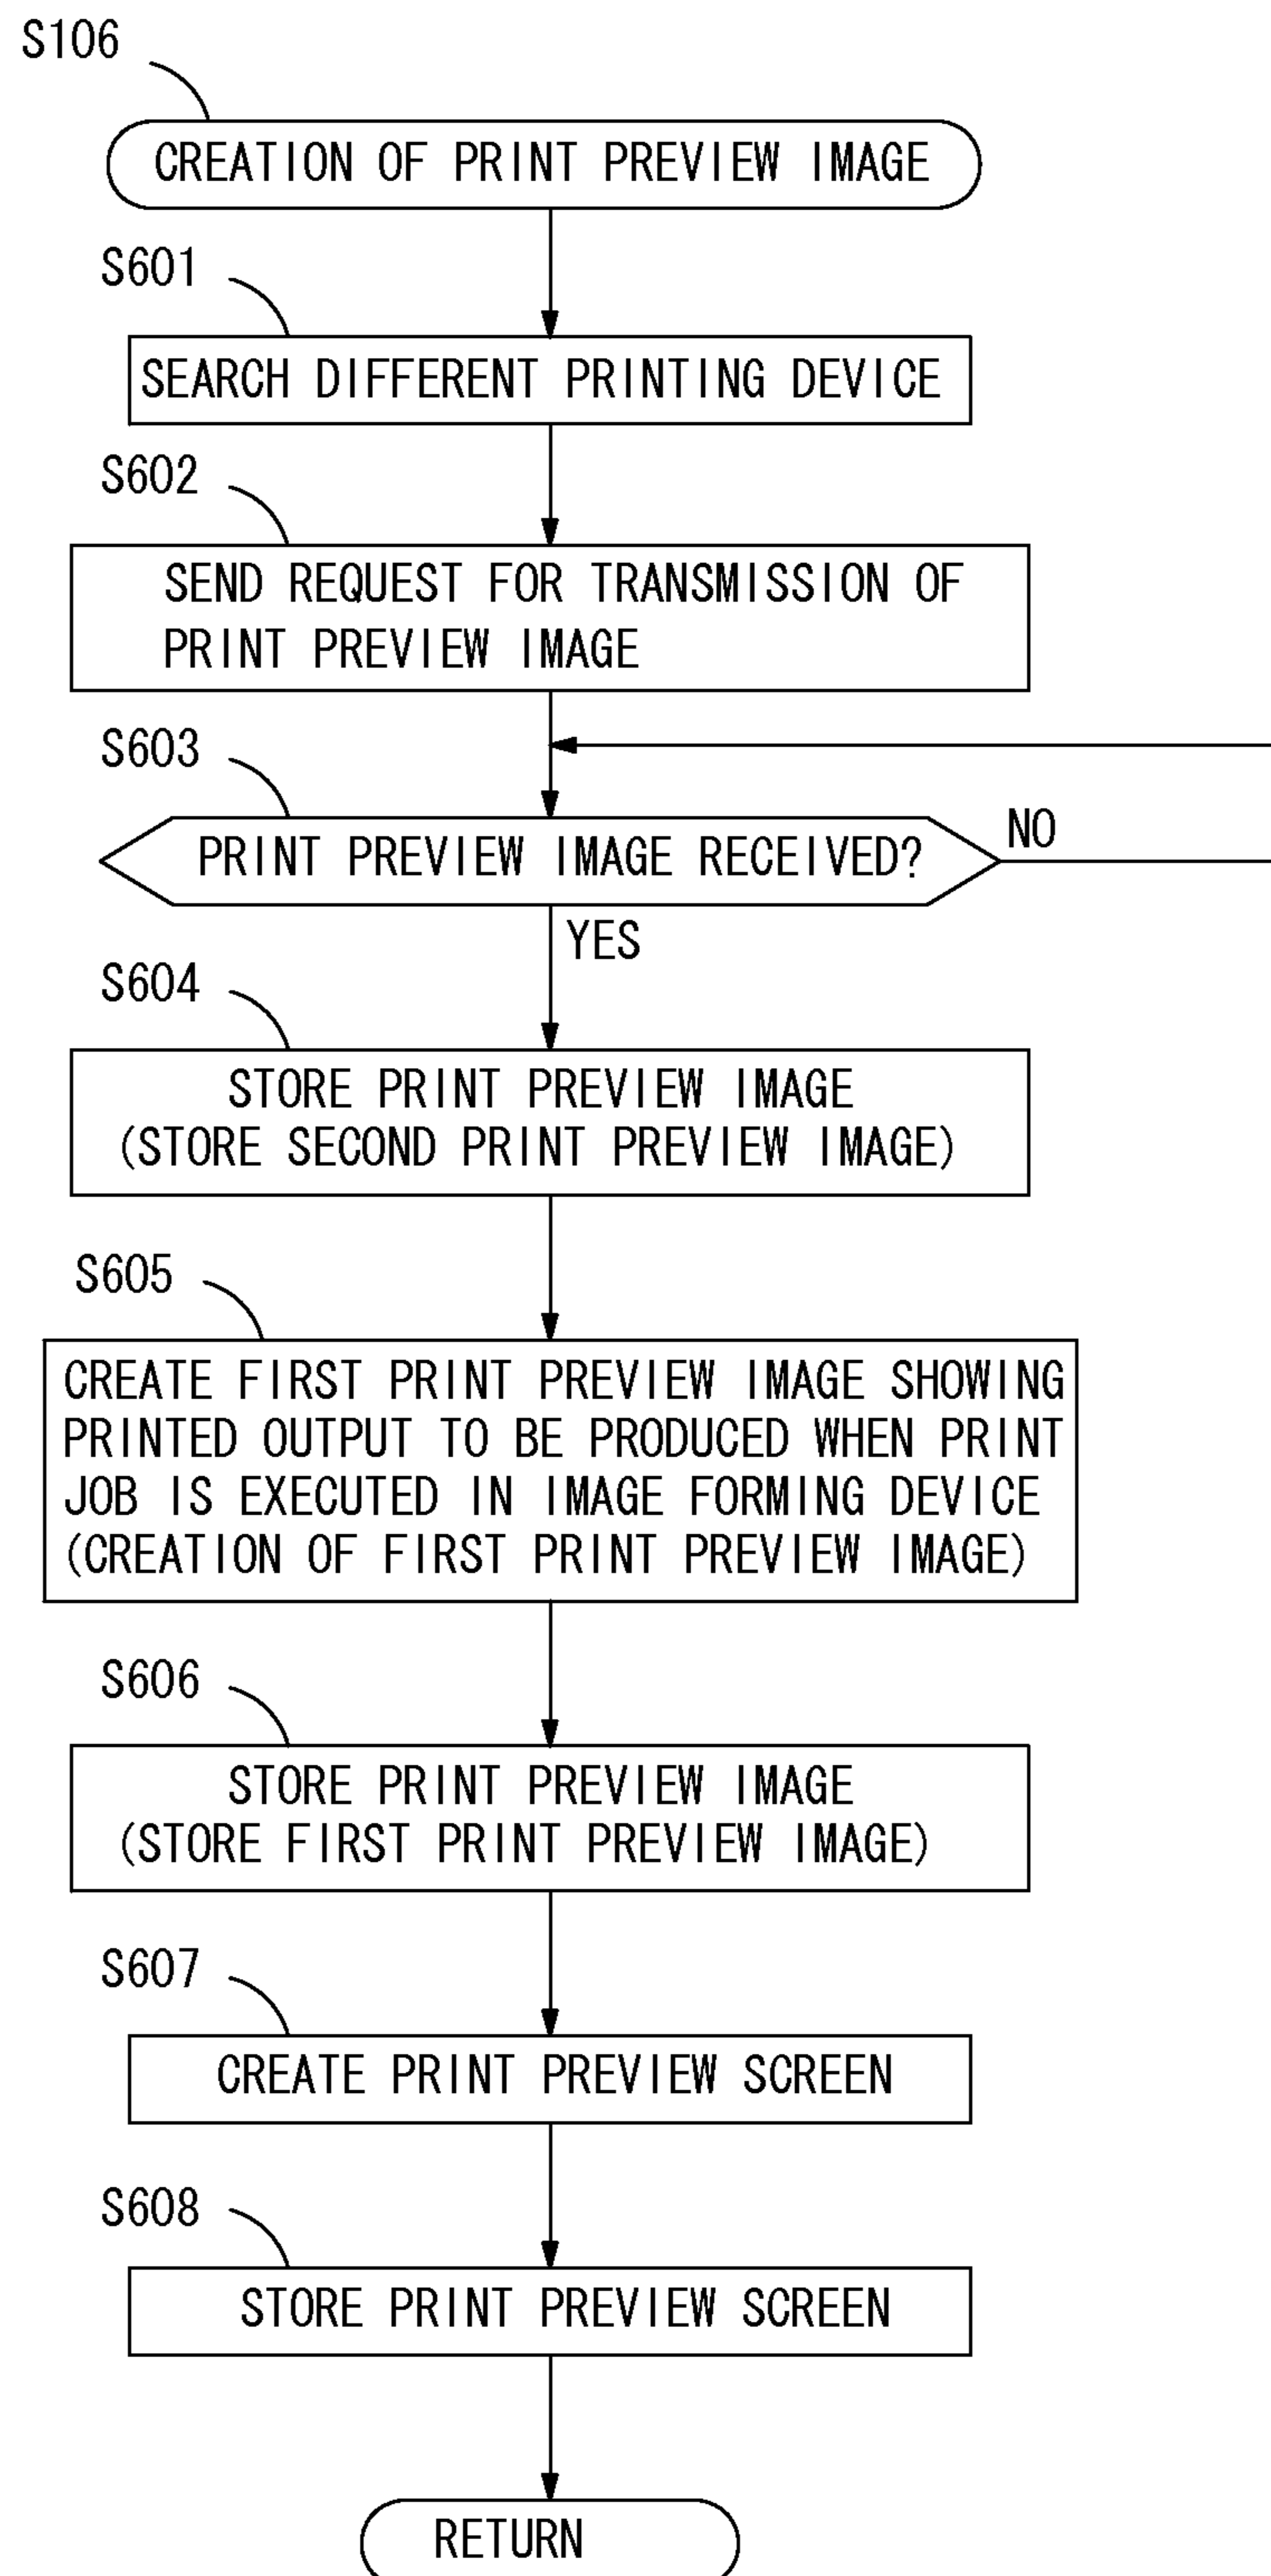 S106
CREATION OF PRINT PREVIEW IMAGE
S601
SEARCH DIFFERENT PRINTING DEVICE
S602
SEND REQUEST FOR TRANSMISSION OF
PRINT PREVIEW IMAGE
S603
PRINT PREVIEW IMAGE RECEIVED?
NO
YES
S604
STORE PRINT PREVIEW IMAGE
(STORE SECOND PRINT PREVIEW IMAGE)
S605
CREATE FIRST PRINT PREVIEW IMAGE SHOWING
PRINTED OUTPUT TO BE PRODUCED WHEN PRINT
JOB IS EXECUTED IN IMAGE FORMING DEVICE
(CREATION OF FIRST PRINT PREVIEW IMAGE)
S606
STORE PRINT PREVIEW IMAGE
(STORE FIRST PRINT PREVIEW IMAGE)
S607
CREATE PRINT PREVIEW SCREEN
S608
STORE PRINT PREVIEW SCREEN
RETURN